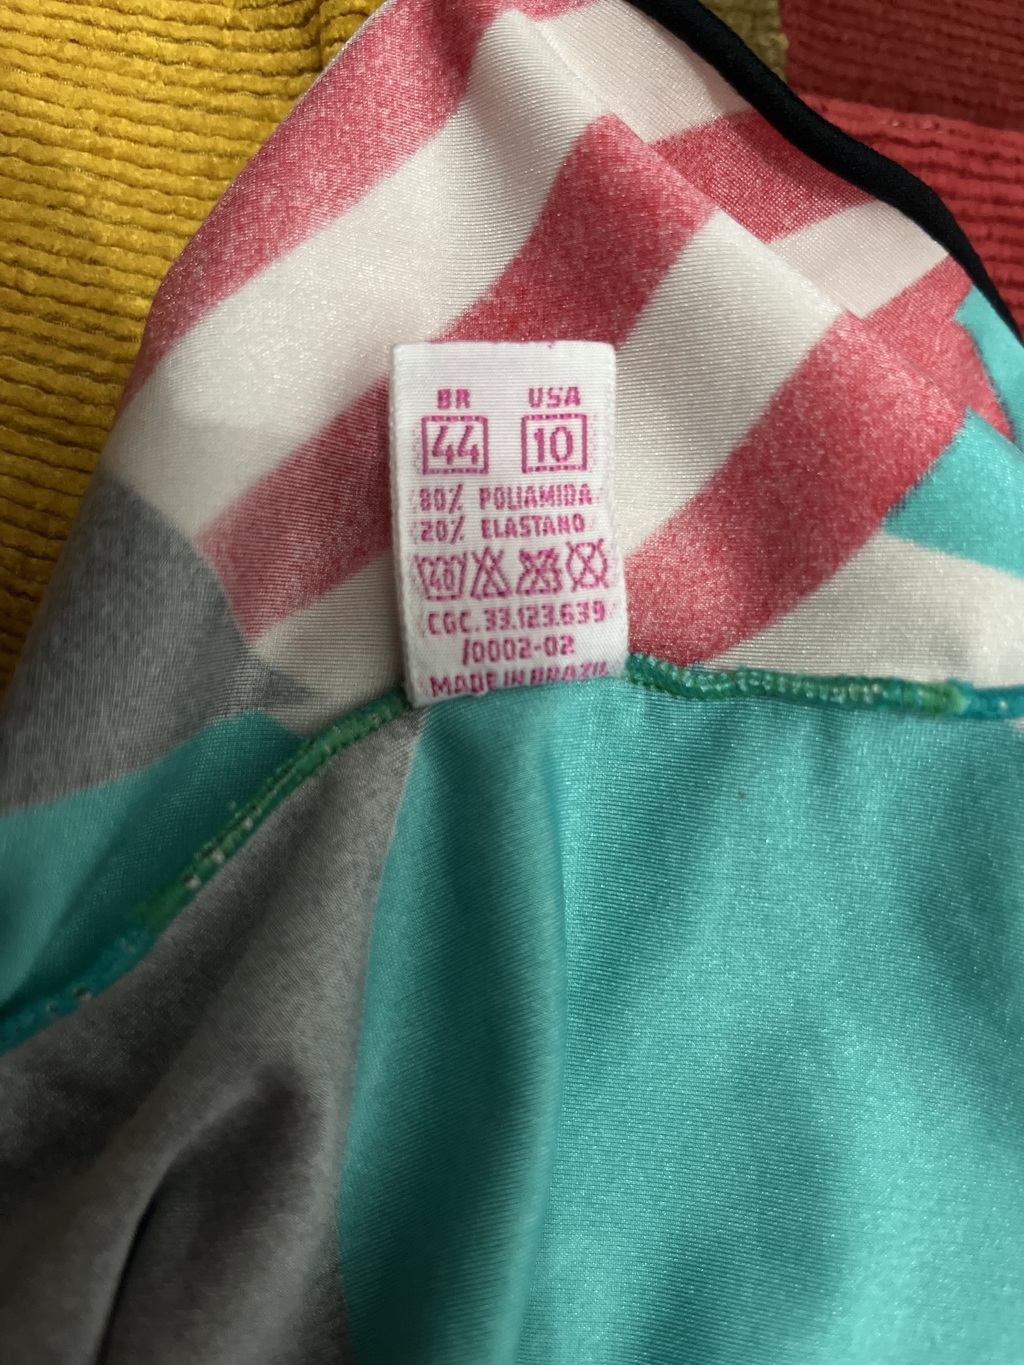 BR USA
44 10
80% POLIAMIDA
20% ELASTANO
40
CGC.33.123.639
/0002-02
MADE IN BRAZIL